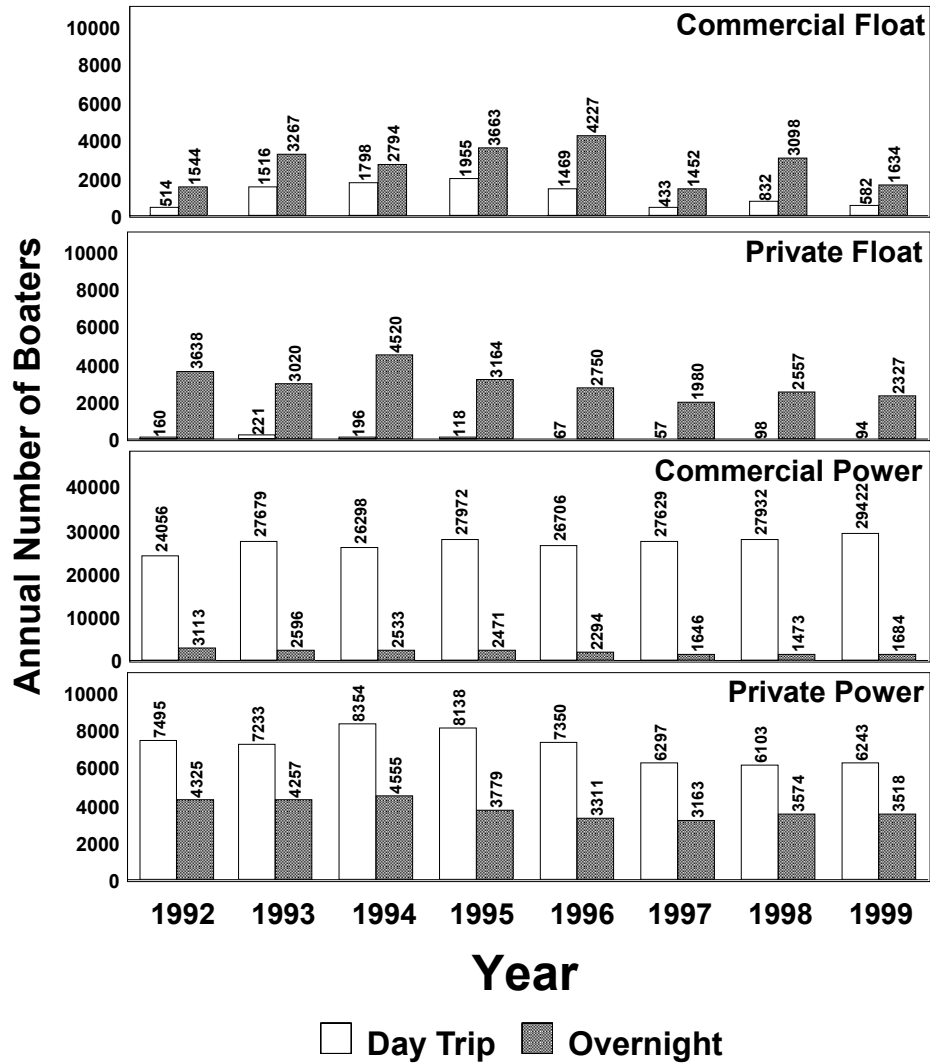 Commercial Float
10000
8000
6000
4000
2000
0
514 1544 1516 3267 1798 2794 1955 3663 1469 4227 433 1452 832 3098 582 1634
Private Float
10000
8000
6000
4000
2000
0
160 3638 221 3020 196 4520 118 3164 67 2750 57 1980 98 2557 94 2327
Commercial Power
40000
30000
20000
10000
0
24056 3113 27679 2596 26298 2533 27972 2471 26706 2294 27629 1646 27932 1473 29422 1684
Private Power
10000
8000
6000
4000
2000
0
7495 4325 7233 4257 8354 4555 8138 3779 7350 3311 6297 3163 6103 3574 6243 3518
Annual Number of Boaters
1992 1993 1994 1995 1996 1997 1998 1999
Year
Day Trip Overnight